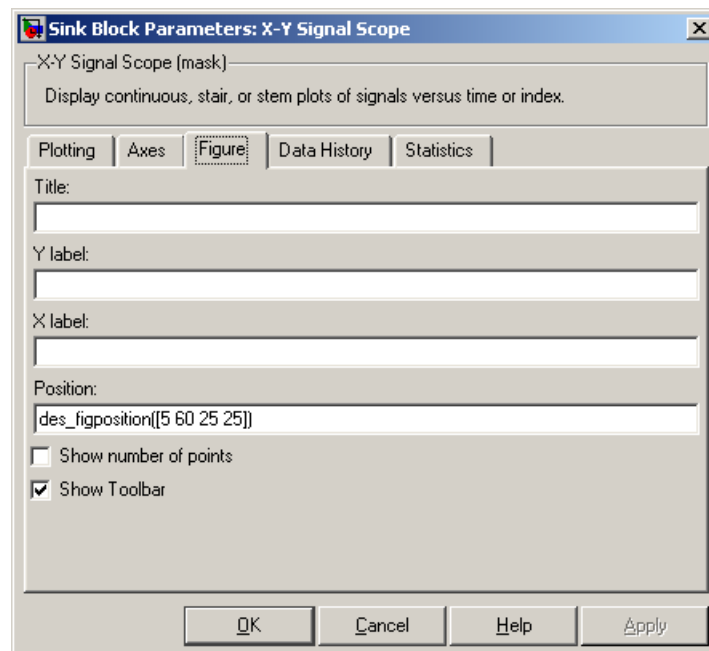 Sink Block Parameters: X-Y Signal Scope
X-Y Signal Scope (mask)
Display continuous, stair, or stem plots of signals versus time or index.
Plotting Axes Figure Data History Statistics
Title:
Y label:
X label:
Position:
des_figposition([5 60 25 25])
Show number of points
Show Toolbar
OK Cancel Help Apply